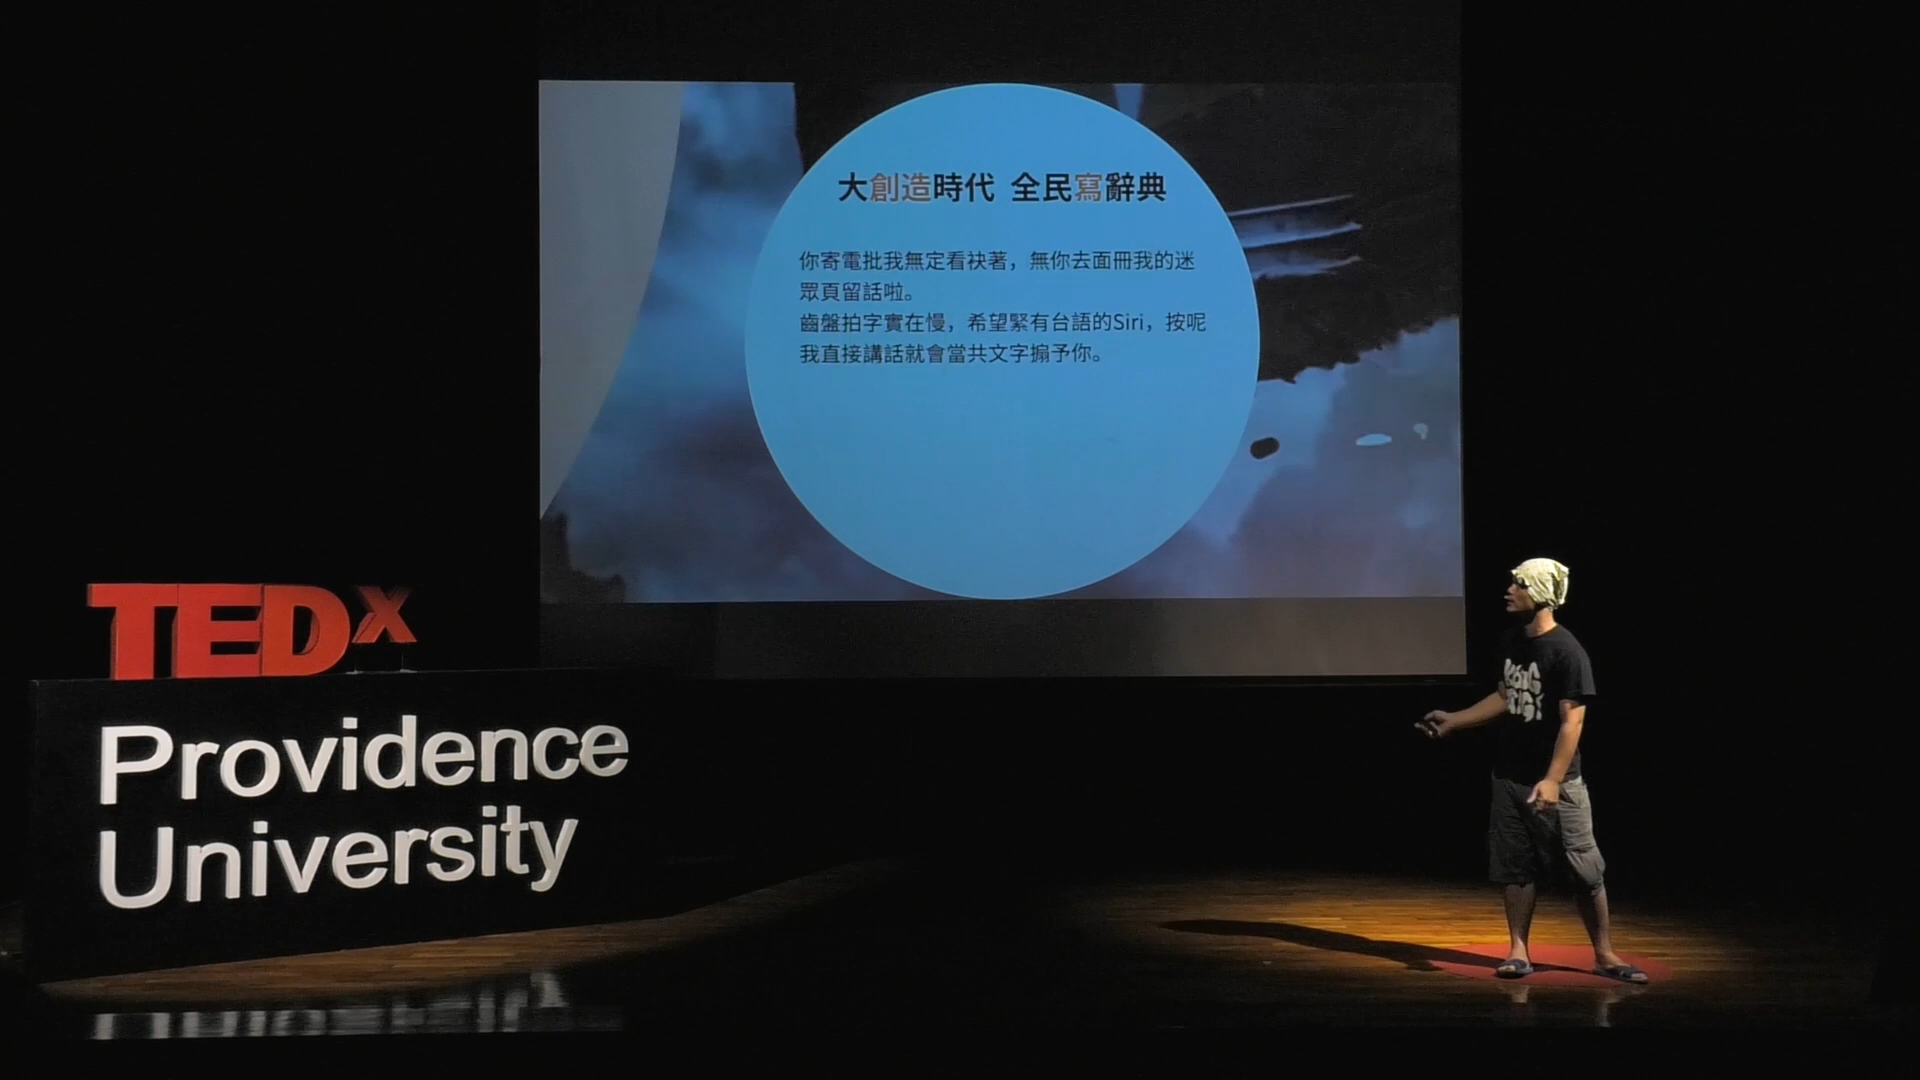 大創造時代 全民寫辭典
你寄電批我無定看袂著，無你去面冊我的迷
眾頁留話啦。
齒盤拍字實在慢，希望緊有台語的Siri，按呢
我直接講話就會當共文字搧予你。
TEDx
Providence
University